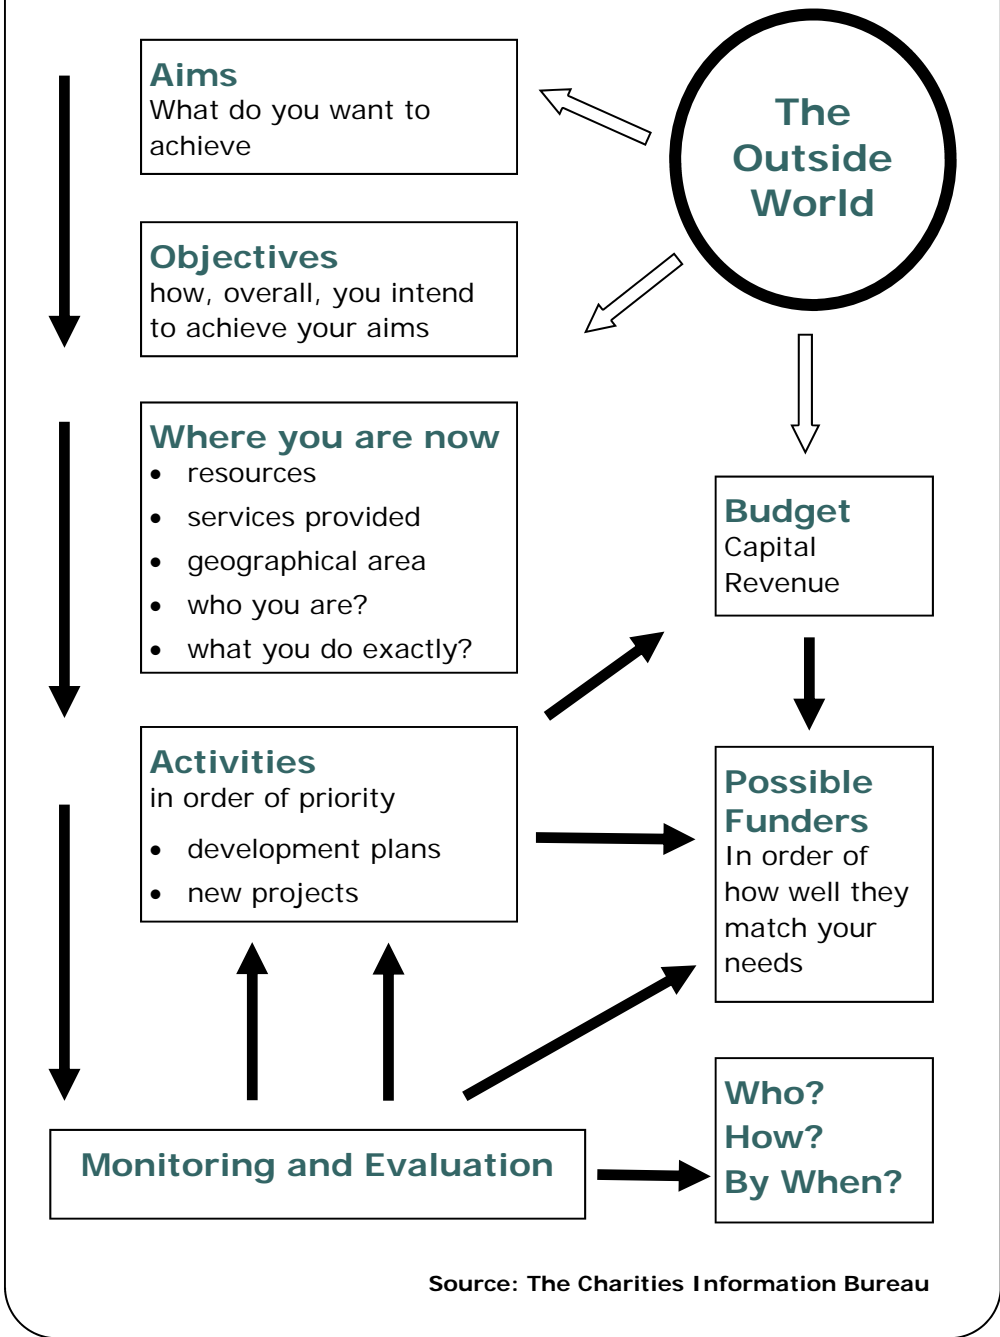 Aims
What do you want to
achieve
The
Outside
World
Objectives
how, overall, you intend
to achieve your aims
Where you are now
• resources
• services provided
• geographical area
• who you are?
• what you do exactly?
Budget
Capital
Revenue
Activities
in order of priority
• development plans
• new projects
Possible
Funders
In order of
how well they
match your
needs
Monitoring and Evaluation
Who?
How?
By When?
Source: The Charities Information Bureau